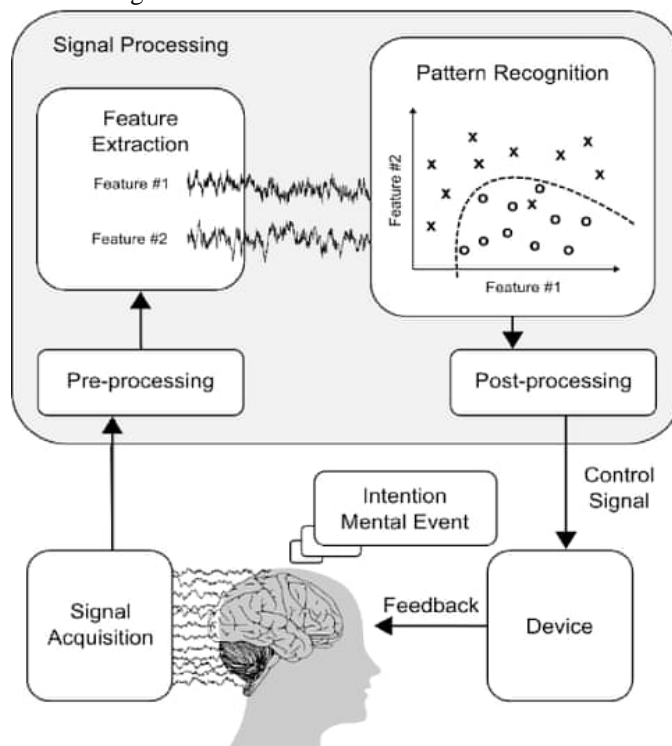 Signal Processing
Feature
Extraction
Feature #1
Feature #2
Pattern Recognition
Feature #2
x x x x x x x x x x
o o o o o o o o o o
Feature #1
Pre-processing
Post-processing
Control
Signal
Intention
Mental Event
Signal
Acquisition
Feedback
Device